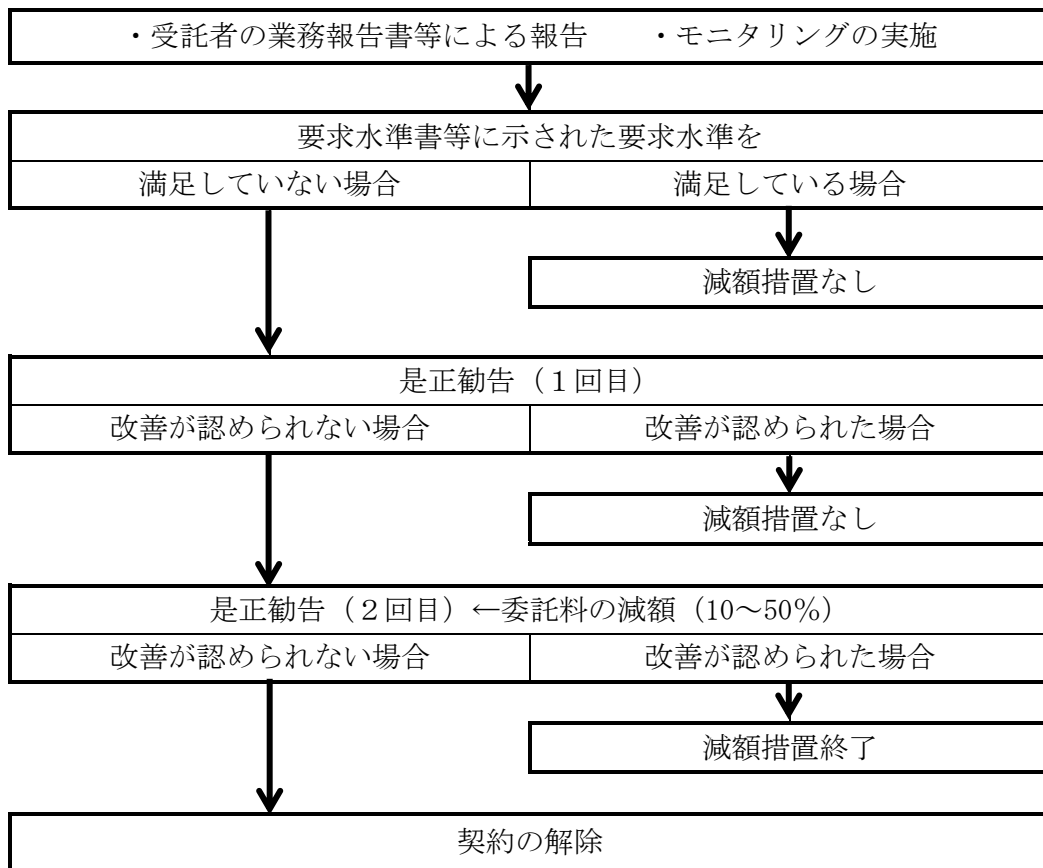 ・受託者の業務報告書等による報告　　・モニタリングの実施
要求水準書等に示された要求水準を
満足していない場合　満足している場合
減額措置なし
是正勧告（１回目）
改善が認められない場合　改善が認められた場合
減額措置なし
是正勧告（２回目）←委託料の減額（10～50％）
改善が認められない場合　改善が認められた場合
減額措置終了
契約の解除